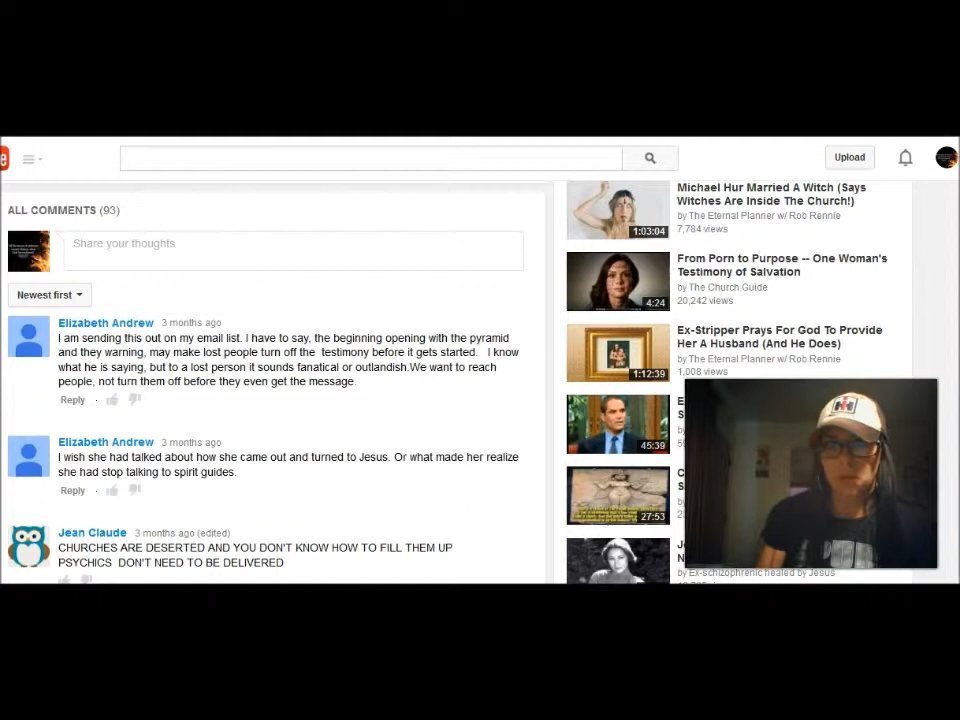 e
Upload
ALL COMMENTS (93)
Share your thoughts
Newest first
Elizabeth Andrew 3 months ago
I am sending this out on my email list. I have to say, the beginning opening with the pyramid
and they warning, may make lost people turn off the testimony before it gets started. I know
what he is saying, but to a lost person it sounds fanatical or outlandish.We want to reach
people, not turn them off before they even get the message.
Reply
Elizabeth Andrew 3 months ago
I wish she had talked about how she came out and turned to Jesus. Or what made her realize
she had stop talking to spirit guides.
Reply
Jean Claude 3 months ago (edited)
CHURCHES ARE DESERTED AND YOU DON'T KNOW HOW TO FILL THEM UP
PSYCHICS DON'T NEED TO BE DELIVERED
1:03:04
Michael Hur Married A Witch (Says
Witches Are Inside The Church!)
by The Eternal Planner w/ Rob Rennie
7,784 views
4:24
From Porn to Purpose -- One Woman's
Testimony of Salvation
by The Church Guide
20,242 views
1:12:39
Ex-Stripper Prays For God To Provide
Her A Husband (And He Does)
by The Eternal Planner w/ Rob Rennie
1,008 views
45:39
27:53
by Ex-schizophrenic healed by Jesus